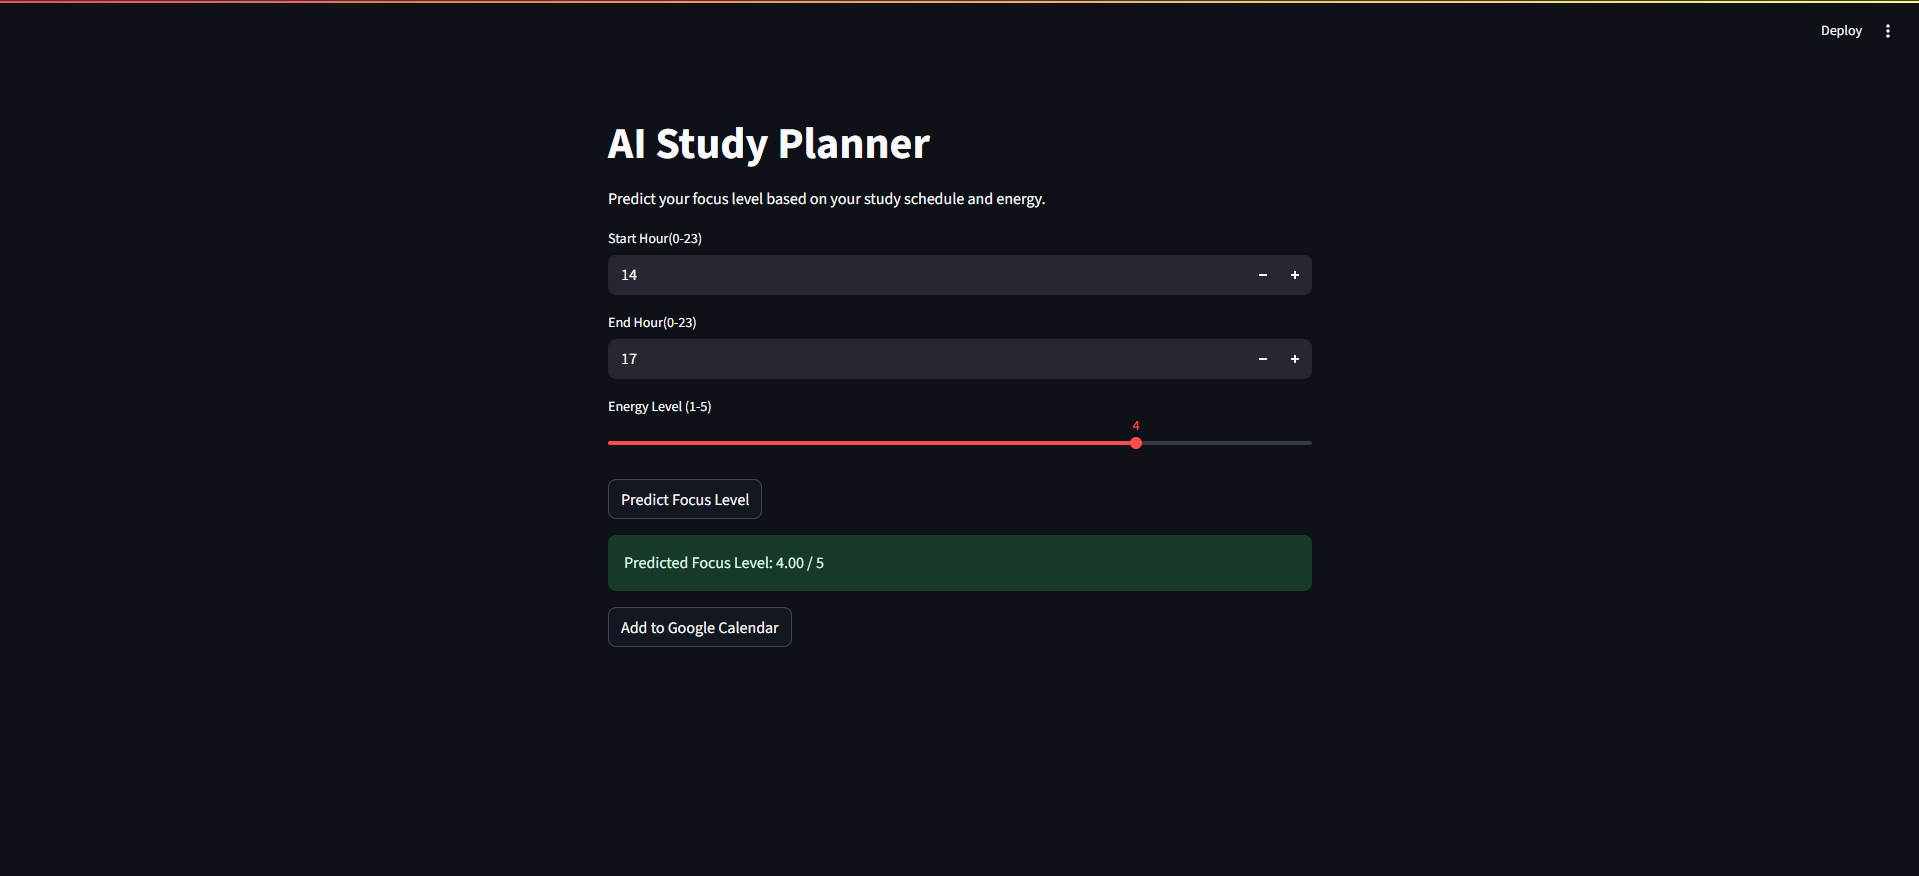 Deploy
AI Study Planner
Predict your focus level based on your study schedule and energy.
Start Hour(0-23)
14
End Hour(0-23)
17
Energy Level (1-5)
4
Predict Focus Level
Predicted Focus Level: 4.00 / 5
Add to Google Calendar